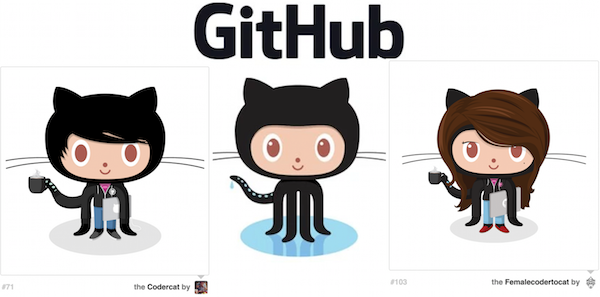 GitHub
#71
the Codercat by
#103
the Femalecodertocat by